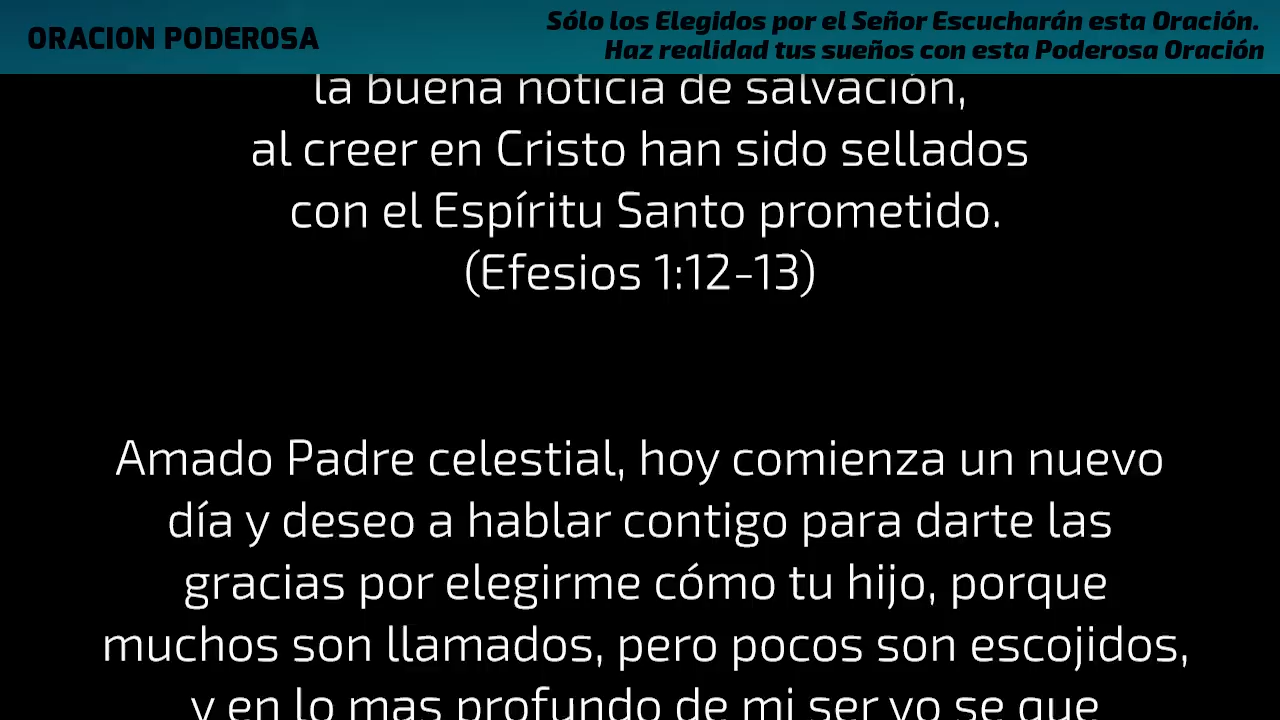 ORACION PODEROSA
Sólo los Elegidos por el Señor Escucharán esta Oración.
Haz realidad tus sueños con esta Poderosa Oración
la buena noticia de salvación,
al creer en Cristo han sido sellados
con el Espíritu Santo prometido.
(Efesios 1:12-13)
Amado Padre celestial, hoy comienza un nuevo
día y deseo a hablar contigo para darte las
gracias por elegirme cómo tu hijo, porque
muchos son llamados, pero pocos son escojidos,
y en lo mas profundo de mi ser yo se que